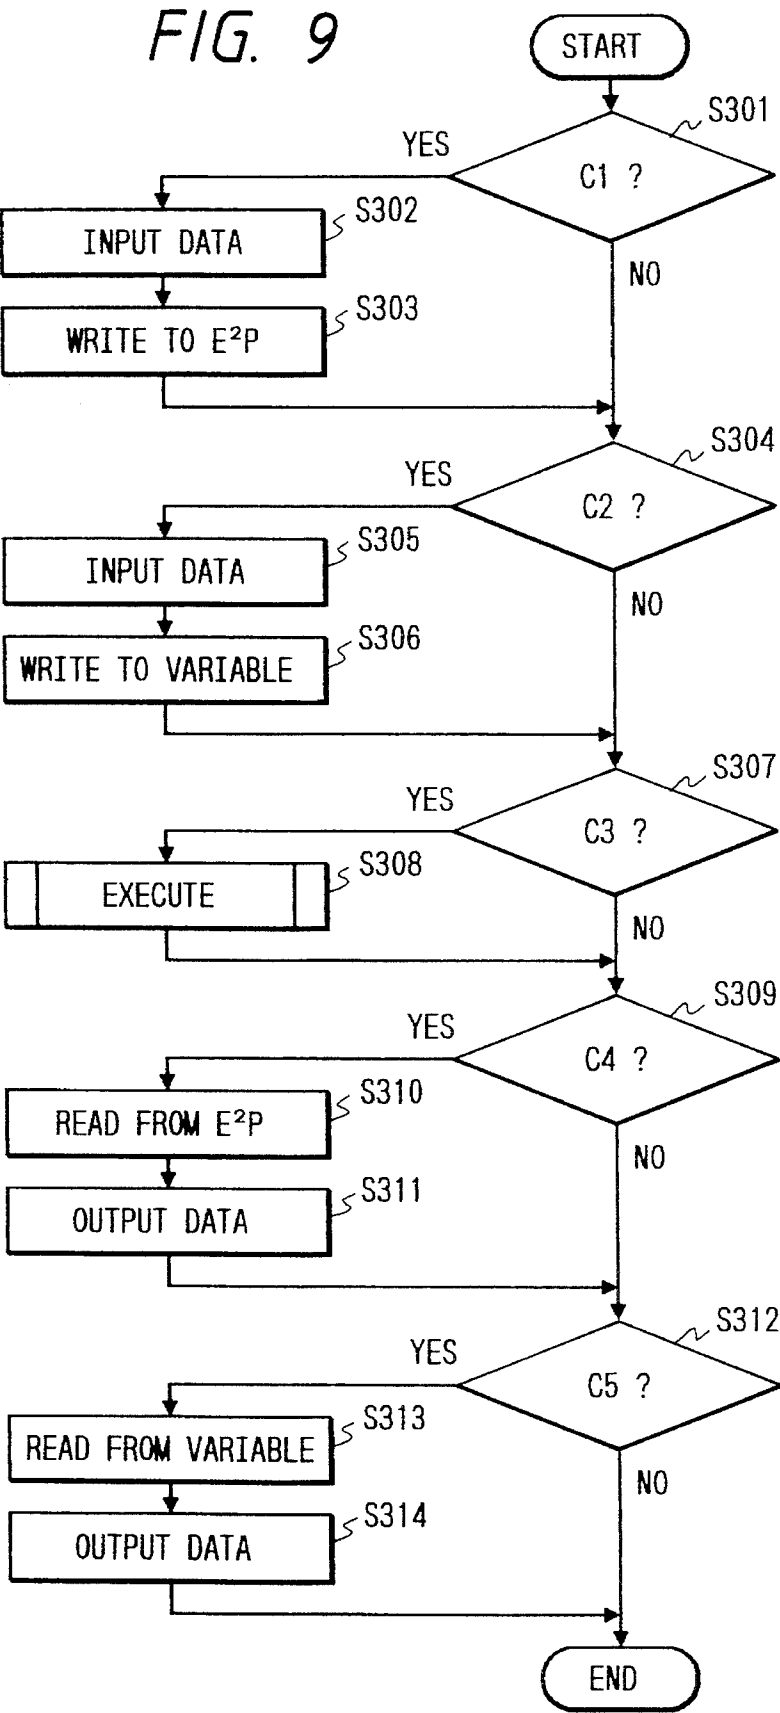 FIG. 9
START
S301
YES
C1 ?
S302
INPUT DATA
NO
S303
WRITE TO E²P
S304
YES
C2 ?
S305
INPUT DATA
NO
S306
WRITE TO VARIABLE
S307
YES
C3 ?
S308
EXECUTE
NO
S309
YES
C4 ?
S310
READ FROM E²P
NO
S311
OUTPUT DATA
S312
YES
C5 ?
S313
READ FROM VARIABLE
NO
S314
OUTPUT DATA
END